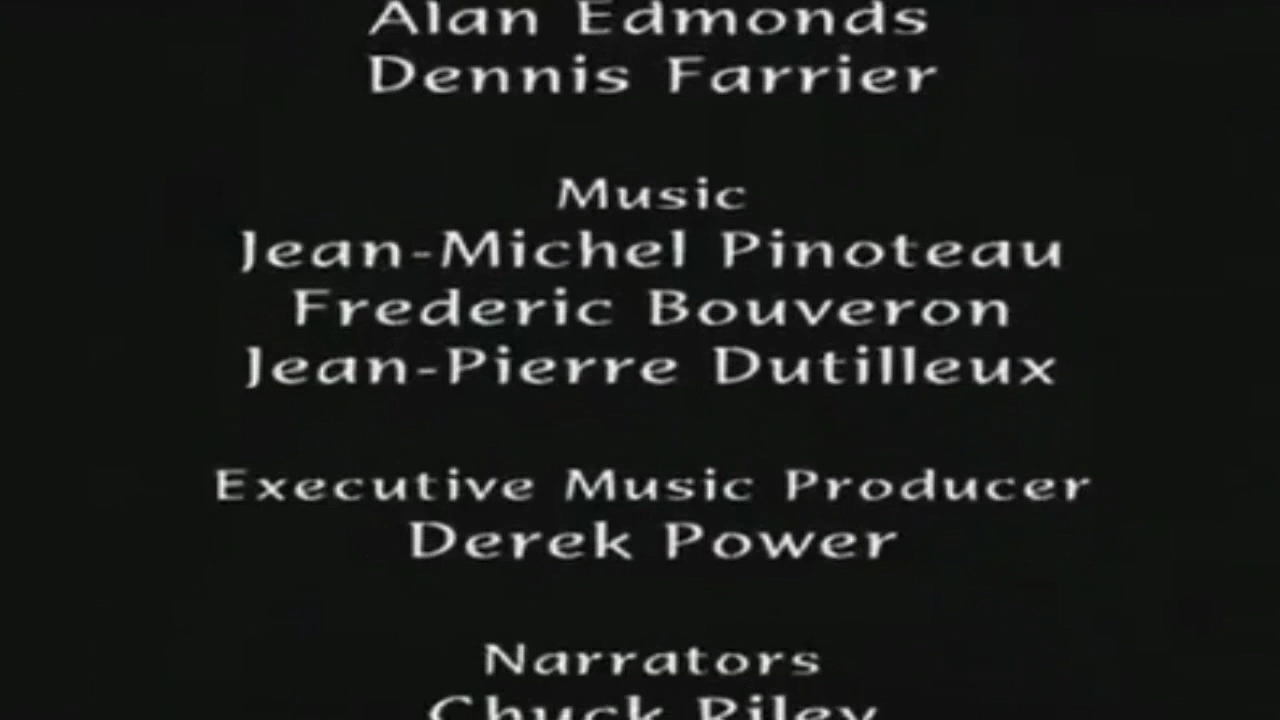 Alan Edmonds
Dennis Farrier
Music
Jean-Michel Pinoteau
Frederic Bouveron
Jean-Pierre Dutilleux
Executive Music Producer
Derek Power
Narrators
Chuck Riley